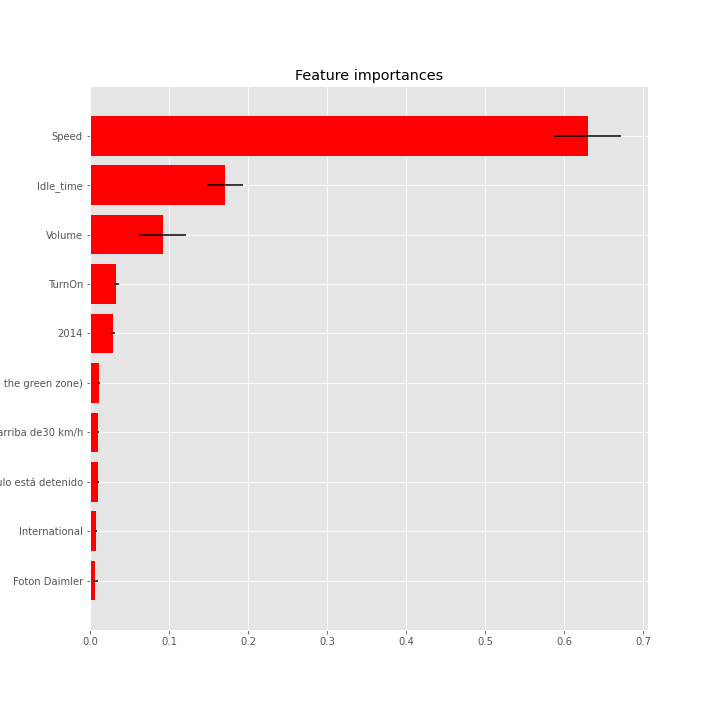 Feature importances
Speed
Idle_time
Volume
TurnOn
2014
the green zone)
arriba de30 km/h
ulo está detenido
International
Foton Daimler
0.0 0.1 0.2 0.3 0.4 0.5 0.6 0.7